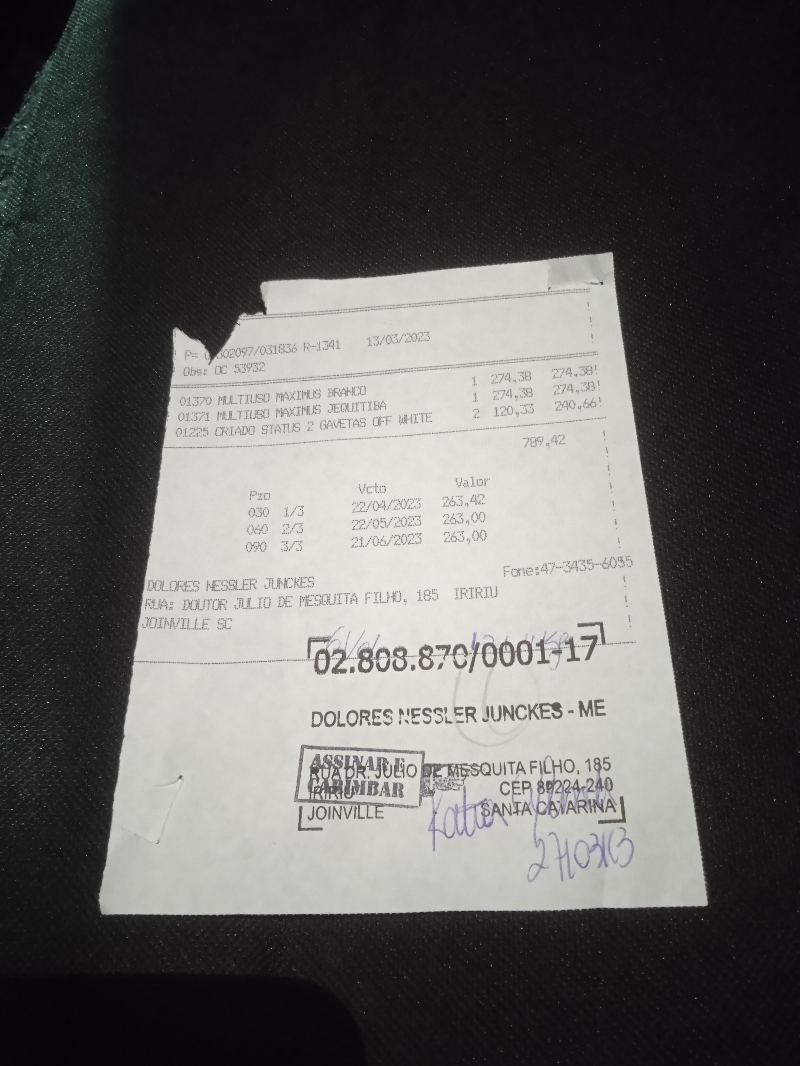 P= 602097/031836 R-1341 13/03/2023
Obs: OC 53932
01370 MULTIUSO MAXIMUS BRANCO 1 274,38 274,38!
01371 MULTIUSO MAXIMUS JEQUITIBA 1 274,38 274,38!
01225 CRIADO STATUS 2 GAVETAS OFF WHITE 2 120,33 240,66!
789,42
Pzo Vcto Valor
030 1/3 22/04/2023 263,42
060 2/3 22/05/2023 263,00
090 3/3 21/06/2023 263,00
DOLORES NESSLER JUNCKES Fone:47-3435-6055
RUA: DOUTOR JULIO DE MESQUITA FILHO, 185 IRIRIU
JOINVILLE SC
02.808.870/0001-17
DOLORES NESSLER JUNCKES - ME
ASSINAR E
CARIMBAR
RUA DR. JULIO DE MESQUITA FILHO, 185
IRIRIU CEP 89224-240
JOINVILLE SANTA CATARINA